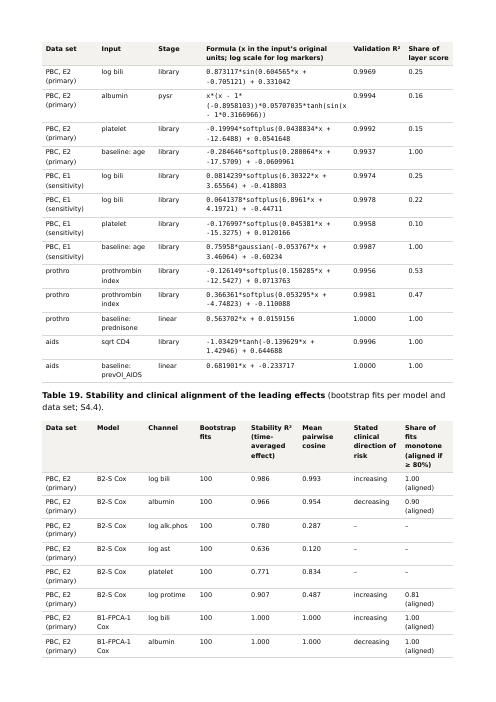 Data set Input Stage Formula (x in the input's original Validation R² Share of
units; log scale for log markers) layer score
PBC, E2 log bili library 0.873117*sin(0.604565*x + 0.9969 0.25
(primary) -0.705121) + 0.331042
PBC, E2 albumin pysr x*(x - 1* 0.9994 0.16
(primary) (-0.8958103))*0.05707035*tanh(sin(x
- 1*0.3166966))
PBC, E2 platelet library -0.19994*softplus(0.0438834*x + 0.9992 0.15
(primary) -12.6488) + 0.0541648
PBC, E2 baseline: age library -0.284646*softplus(0.280064*x + 0.9937 1.00
(primary) -17.5709) + -0.0609961
PBC, E1 log bili library 0.0814239*softplus(6.30322*x + 0.9974 0.25
(sensitivity) 3.65564) + -0.418803
PBC, E1 log bili library 0.0641378*softplus(6.8961*x + 0.9978 0.22
(sensitivity) 4.19721) + -0.44711
PBC, E1 platelet library -0.176997*softplus(0.045381*x + 0.9958 0.10
(sensitivity) -15.3275) + 0.0120166
PBC, E1 baseline: age library 0.75958*gaussian(-0.053767*x + 0.9987 1.00
(sensitivity) 3.46064) + -0.60234
prothro prothrombin library -0.126149*softplus(0.150285*x + 0.9956 0.53
index -12.5427) + 0.0713763
prothro prothrombin library 0.366361*softplus(0.053295*x + 0.9981 0.47
index -4.74823) + -0.110088
prothro baseline: linear 0.563702*x + 0.0159156 1.0000 1.00
prednisone
aids sqrt CD4 library -1.03429*tanh(-0.139629*x + 0.9996 1.00
1.42946) + 0.644688
aids baseline: linear 0.681901*x + -0.233717 1.0000 1.00
prevOI_AIDS
Table 19. Stability and clinical alignment of the leading effects (bootstrap fits per model and
data set; S4.4).
Data set Model Channel Bootstrap Stability R² Mean Stated Share of
fits (time- pairwise clinical fits
averaged cosine direction of monotone
effect) risk (aligned if
≥ 80%)
PBC, E2 B2-S Cox log bili 100 0.986 0.993 increasing 1.00
(primary) (aligned)
PBC, E2 B2-S Cox albumin 100 0.966 0.954 decreasing 0.90
(primary) (aligned)
PBC, E2 B2-S Cox log alk.phos 100 0.780 0.287 – –
(primary)
PBC, E2 B2-S Cox log ast 100 0.636 0.120 – –
(primary)
PBC, E2 B2-S Cox platelet 100 0.771 0.834 – –
(primary)
PBC, E2 B2-S Cox log protime 100 0.907 0.487 increasing 0.81
(primary) (aligned)
PBC, E2 B1-FPCA-1 log bili 100 1.000 1.000 increasing 1.00
(primary) Cox (aligned)
PBC, E2 B1-FPCA-1 albumin 100 1.000 1.000 decreasing 1.00
(primary) Cox (aligned)